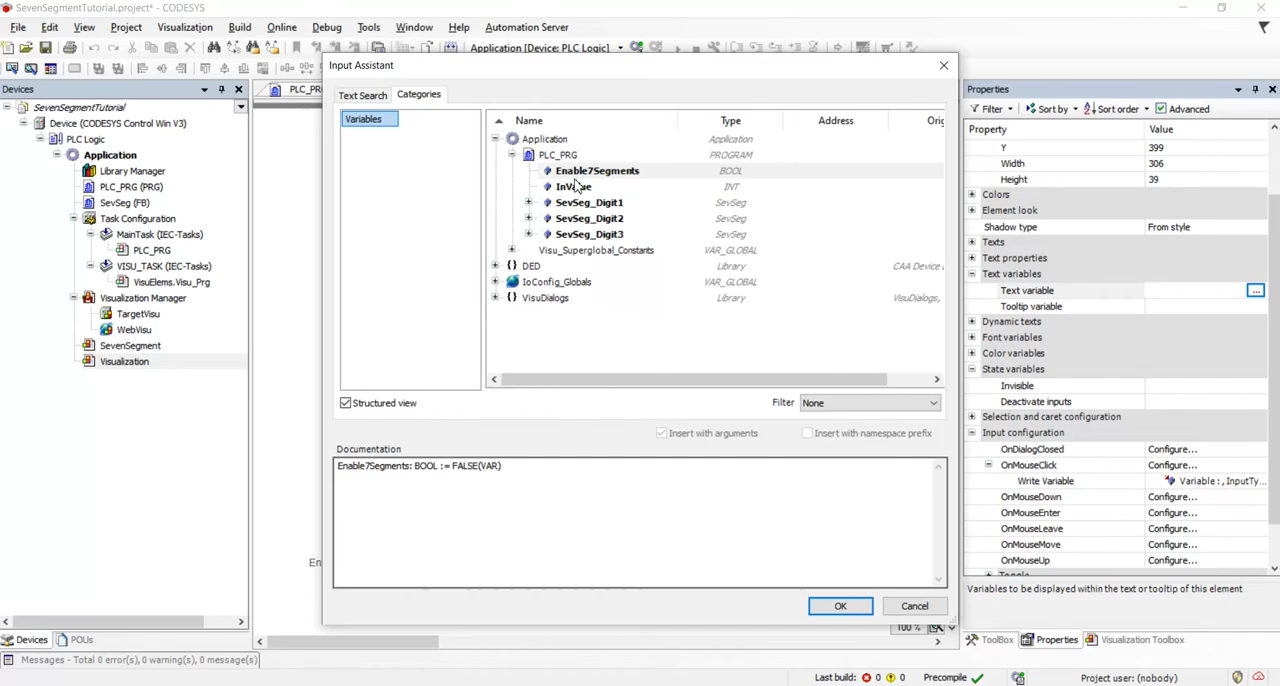 SevenSegmentTutorial.project* - CODESYS
File Edit View Project Visualization Build Online Debug Tools Window Help Automation Server
Application [Device: PLC Logic]
Devices
PLC_PR
SevenSegmentTutorial
Device (CODESYS Control Win V3)
PLC Logic
Application
Library Manager
PLC_PRG (PRG)
SevSeg (FB)
Task Configuration
MainTask (IEC-Tasks)
PLC_PRG
VISU_TASK (IEC-Tasks)
VisuElems.Visu_Prg
Visualization Manager
TargetVisu
WebVisu
SevenSegment
Visualization
Devices POUs
Messages - Total 0 error(s), 0 warning(s), 0 message(s)
En
Input Assistant
Text Search Categories
Variables
Name Type Address Orig
Application Application
PLC_PRG PROGRAM
Enable7Segments BOOL
InValue INT
SevSeg_Digit1 SevSeg
SevSeg_Digit2 SevSeg
SevSeg_Digit3 SevSeg
Visu_Superglobal_Constants VAR_GLOBAL
DED Library CAA Device
IoConfig_Globals VAR_GLOBAL
VisuDialogs Library VisuDialogs,
Structured view
Filter None
Insert with arguments Insert with namespace prefix
Documentation
Enable7Segments: BOOL := FALSE(VAR)
OK Cancel
100 %
Properties
Filter Sort by Sort order Advanced
Property Value
Y 399
Width 306
Height 39
Colors
Element look
Shadow type From style
Texts
Text properties
Text variables
Text variable ...
Tooltip variable
Dynamic texts
Font variables
Color variables
State variables
Invisible
Deactivate inputs
Selection and caret configuration
Input configuration
OnDialogClosed Configure...
OnMouseClick Configure...
Write Variable Variable : , InputTy...
OnMouseDown Configure...
OnMouseEnter Configure...
OnMouseLeave Configure...
OnMouseMove Configure...
OnMouseUp Configure...
Toggle
Variables to be displayed within the text or tooltip of this element
ToolBox Properties Visualization Toolbox
Last build: 0 0 Precompile Project user: (nobody)